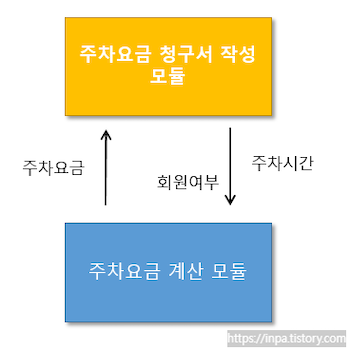 주차요금 청구서 작성
모듈
주차요금
회원여부
주차시간
주차요금 계산 모듈
https://inpa.tistory.com